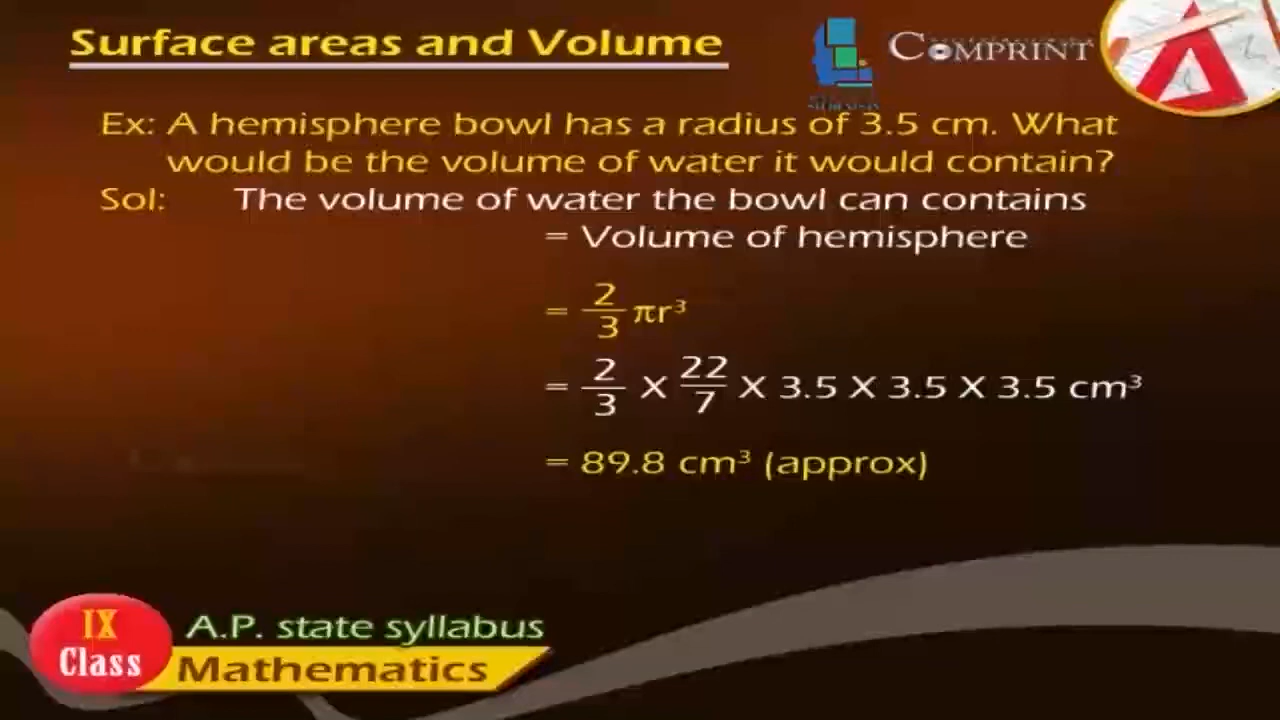 Surface areas and Volume
COMPRINT
Ex: A hemisphere bowl has a radius of 3.5 cm. What
would be the volume of water it would contain?
Sol: The volume of water the bowl can contains
= Volume of hemisphere
= 2/3 πr³
= 2/3 X 22/7 X 3.5 X 3.5 X 3.5 cm³
= 89.8 cm³ (approx)
IX
Class
A.P. state syllabus
Mathematics